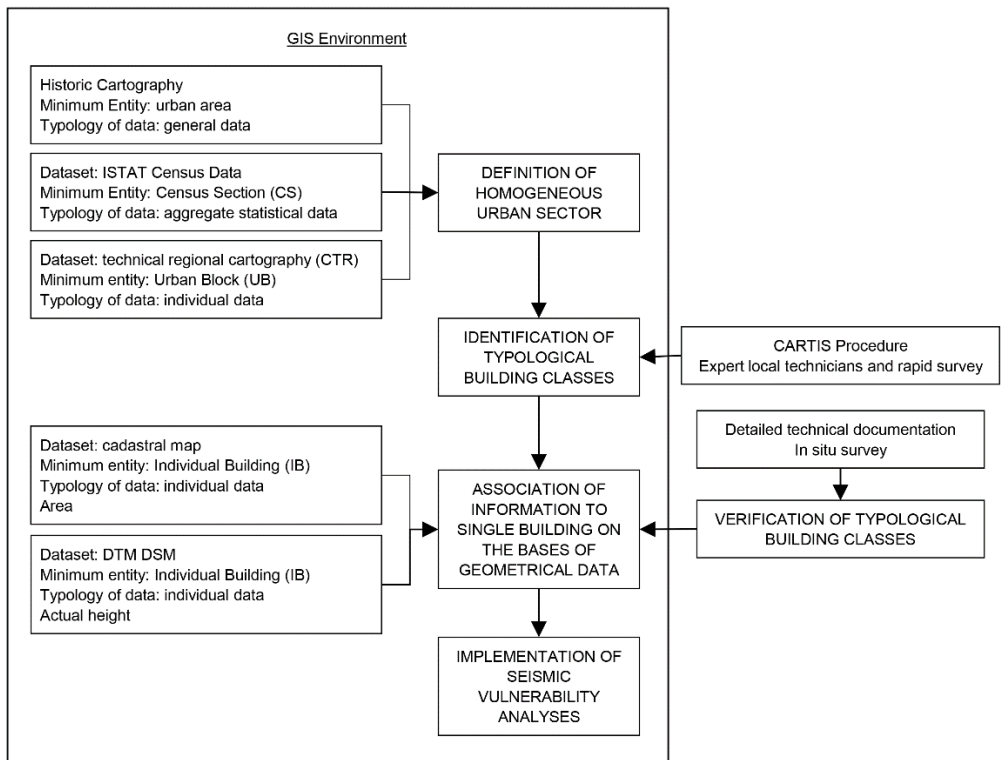 GIS Environment
Historic Cartography
Minimum Entity: urban area
Typology of data: general data
Dataset: ISTAT Census Data
Minimum Entity: Census Section (CS)
Typology of data: aggregate statistical data
Dataset: technical regional cartography (CTR)
Minimum entity: Urban Block (UB)
Typology of data: individual data
DEFINITION OF
HOMOGENEOUS
URBAN SECTOR
IDENTIFICATION OF
TYPOLOGICAL
BUILDING CLASSES
CARTIS Procedure
Expert local technicians and rapid survey
Dataset: cadastral map
Minimum entity: Individual Building (IB)
Typology of data: individual data
Area
Dataset: DTM DSM
Minimum entity: Individual Building (IB)
Typology of data: individual data
Actual height
ASSOCIATION OF
INFORMATION TO
SINGLE BUILDING ON
THE BASES OF
GEOMETRICAL DATA
Detailed technical documentation
In situ survey
VERIFICATION OF TYPOLOGICAL
BUILDING CLASSES
IMPLEMENTATION OF
SEISMIC
VULNERABILITY
ANALYSES